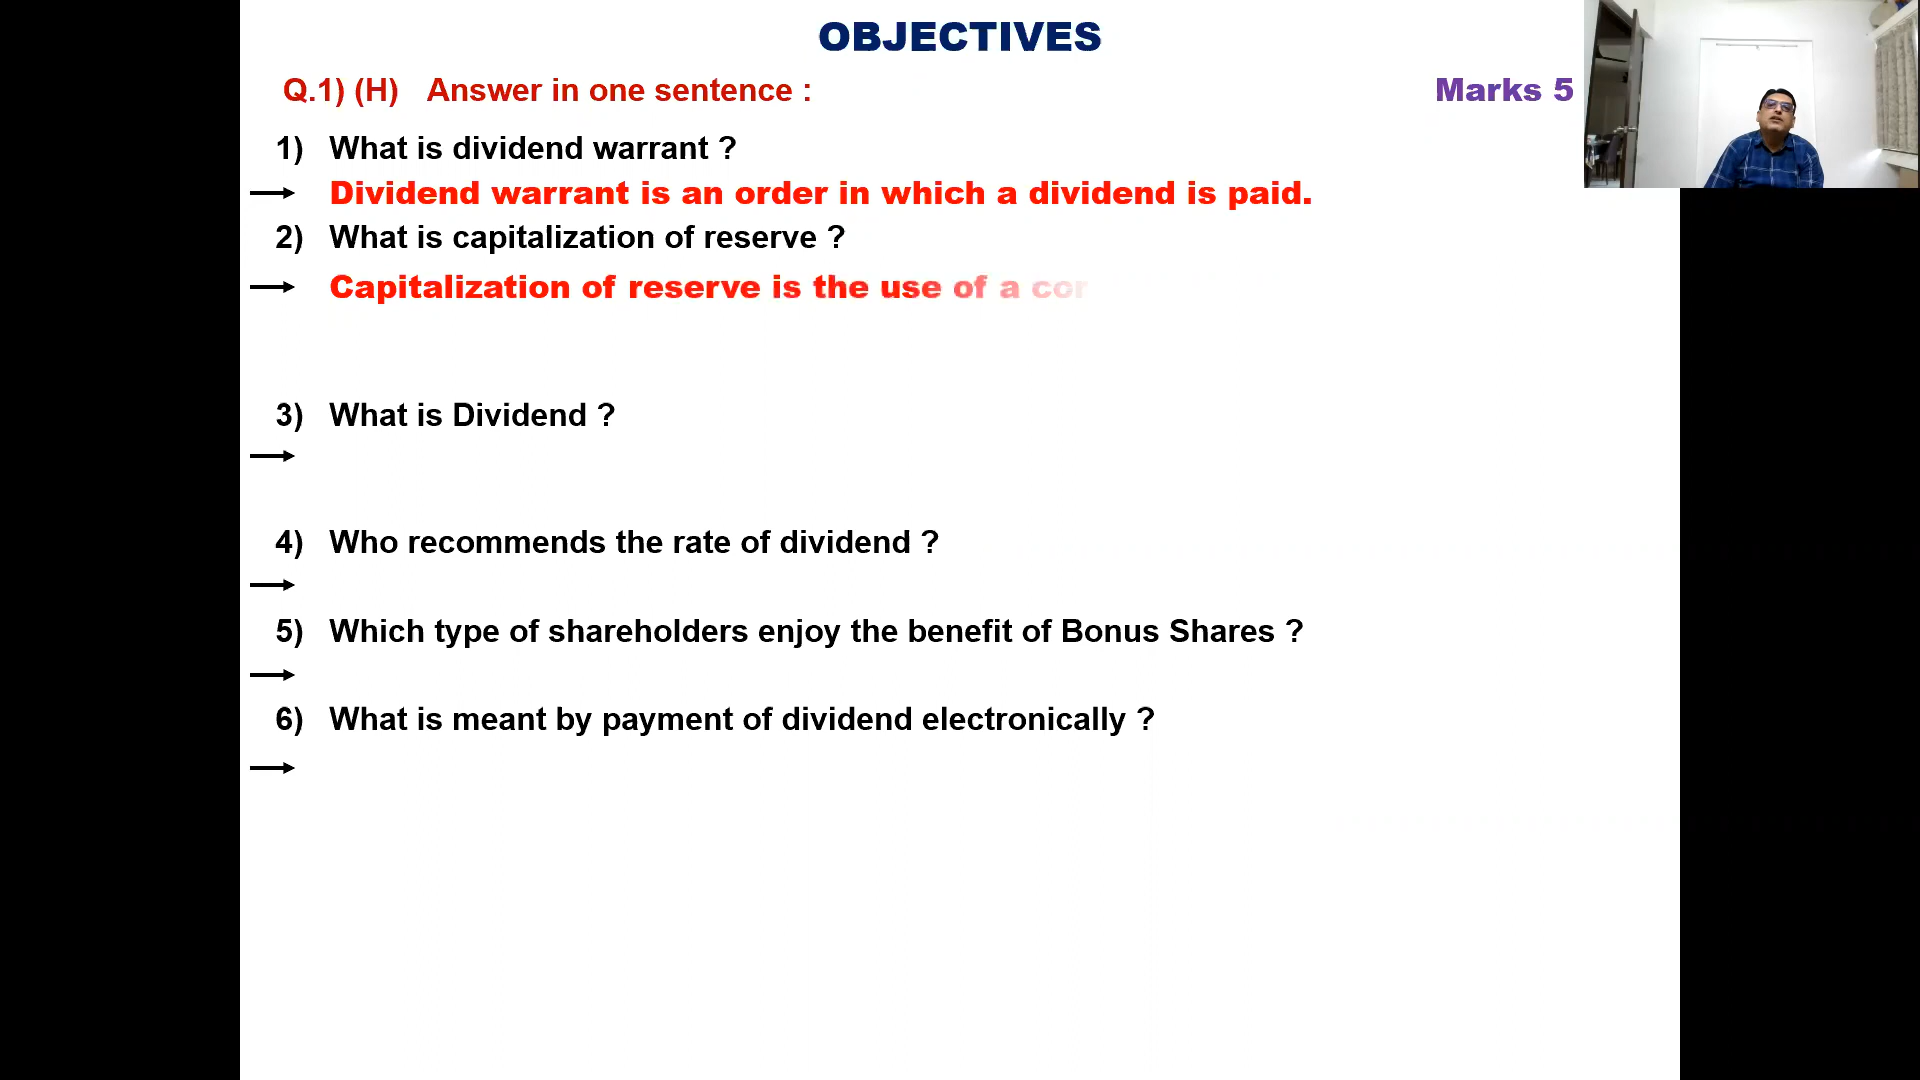 OBJECTIVES
Q.1) (H) Answer in one sentence : Marks 5
1) What is dividend warrant ?
Dividend warrant is an order in which a dividend is paid.
2) What is capitalization of reserve ?
Capitalization of reserve is the use of a cor
3) What is Dividend ?
4) Who recommends the rate of dividend ?
5) Which type of shareholders enjoy the benefit of Bonus Shares ?
6) What is meant by payment of dividend electronically ?